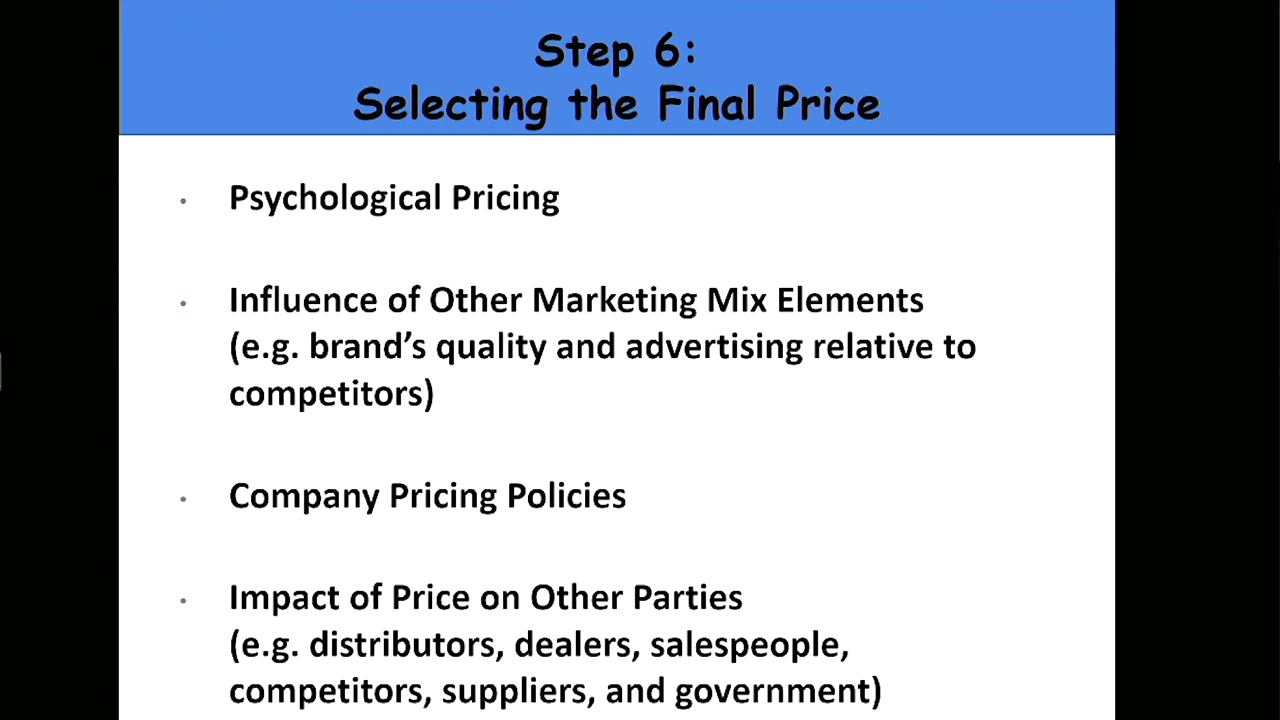 Step 6:
Selecting the Final Price
• Psychological Pricing
• Influence of Other Marketing Mix Elements
(e.g. brand’s quality and advertising relative to
competitors)
• Company Pricing Policies
• Impact of Price on Other Parties
(e.g. distributors, dealers, salespeople,
competitors, suppliers, and government)